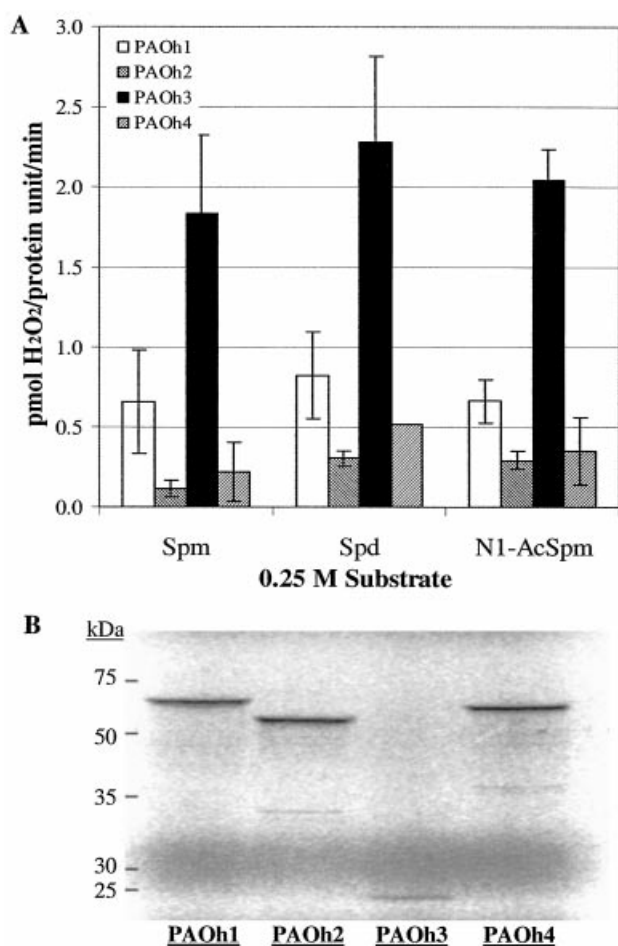 A
3.0
2.5
2.0
1.5
1.0
0.5
0.0
pmol H₂O₂/protein unit/min
PAOh1
PAOh2
PAOh3
PAOh4
Spm Spd N1-AcSpm
0.25 M Substrate
B
kDa
75
50
35
30
25
PAOh1 PAOh2 PAOh3 PAOh4